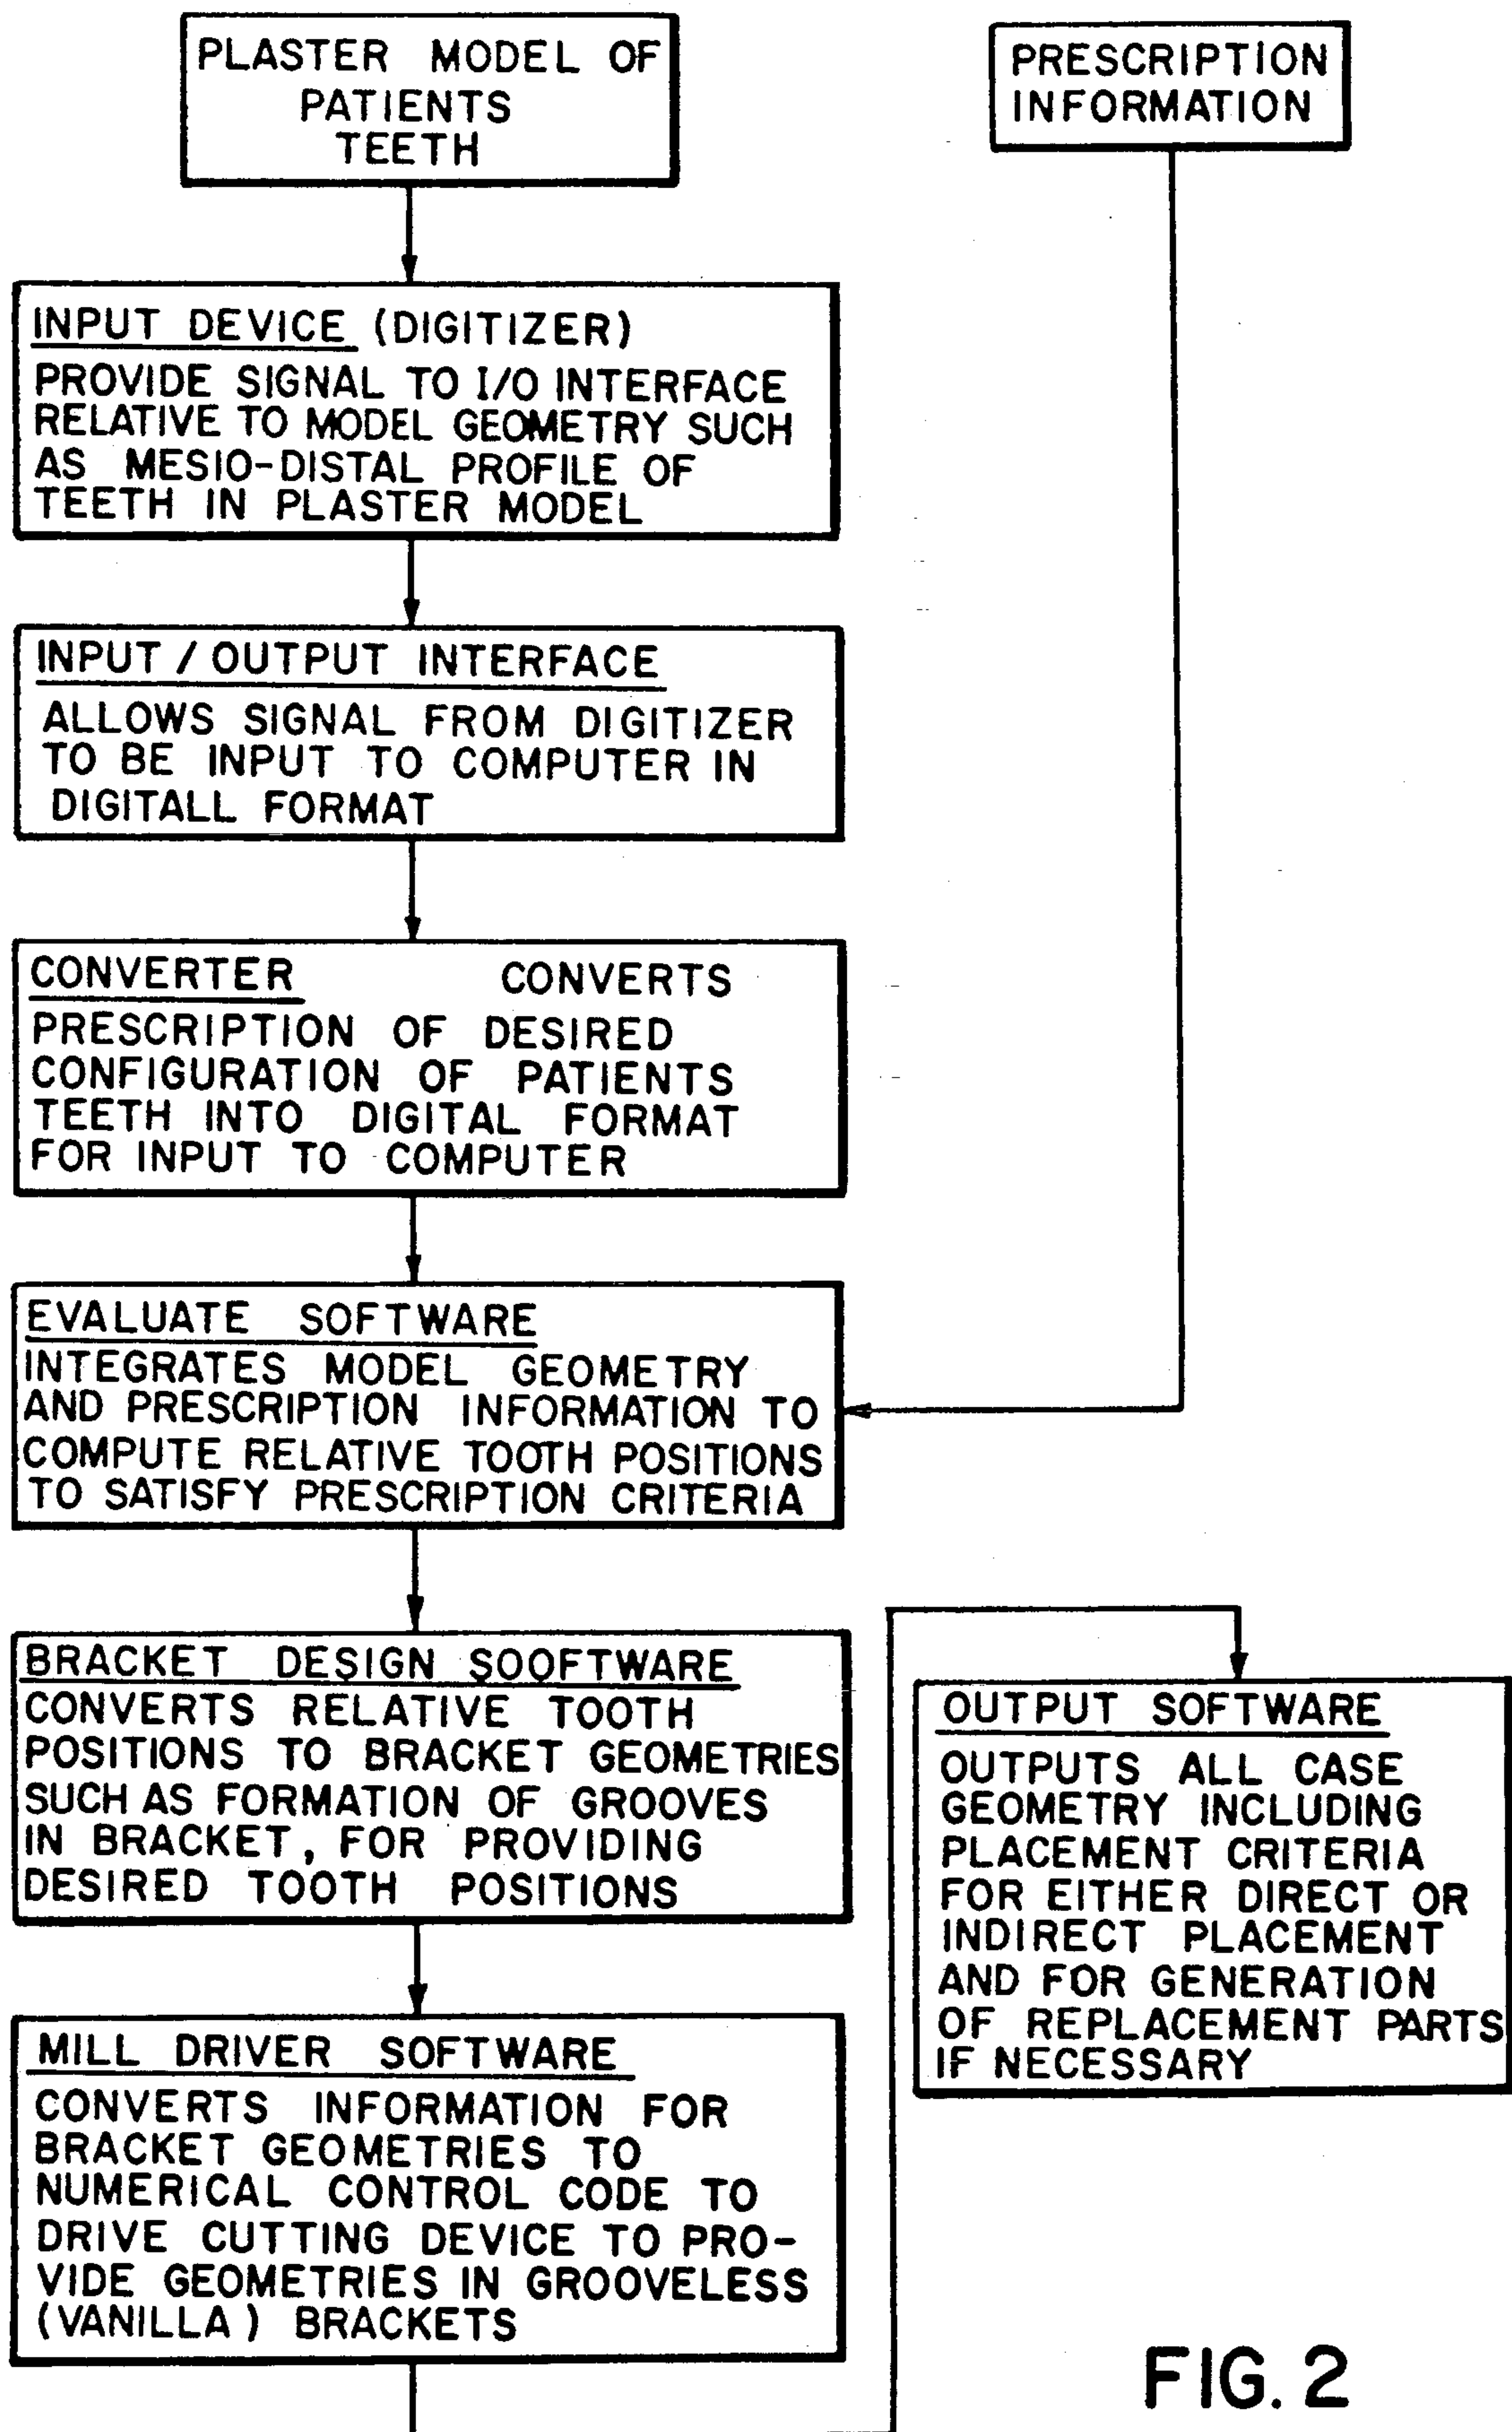 PLASTER MODEL OF
PATIENTS
TEETH
PRESCRIPTION
INFORMATION
INPUT DEVICE (DIGITIZER)
PROVIDE SIGNAL TO I/O INTERFACE
RELATIVE TO MODEL GEOMETRY SUCH
AS MESIO-DISTAL PROFILE OF
TEETH IN PLASTER MODEL
INPUT / OUTPUT INTERFACE
ALLOWS SIGNAL FROM DIGITIZER
TO BE INPUT TO COMPUTER IN
DIGITALL FORMAT
CONVERTER CONVERTS
PRESCRIPTION OF DESIRED
CONFIGURATION OF PATIENTS
TEETH INTO DIGITAL FORMAT
FOR INPUT TO COMPUTER
EVALUATE SOFTWARE
INTEGRATES MODEL GEOMETRY
AND PRESCRIPTION INFORMATION TO
COMPUTE RELATIVE TOOTH POSITIONS
TO SATISFY PRESCRIPTION CRITERIA
BRACKET DESIGN SOOFTWARE
CONVERTS RELATIVE TOOTH
POSITIONS TO BRACKET GEOMETRIES
SUCH AS FORMATION OF GROOVES
IN BRACKET, FOR PROVIDING
DESIRED TOOTH POSITIONS
MILL DRIVER SOFTWARE
CONVERTS INFORMATION FOR
BRACKET GEOMETRIES TO
NUMERICAL CONTROL CODE TO
DRIVE CUTTING DEVICE TO PRO-
VIDE GEOMETRIES IN GROOVELESS
(VANILLA) BRACKETS
OUTPUT SOFTWARE
OUTPUTS ALL CASE
GEOMETRY INCLUDING
PLACEMENT CRITERIA
FOR EITHER DIRECT OR
INDIRECT PLACEMENT
AND FOR GENERATION
OF REPLACEMENT PARTS
IF NECESSARY
FIG. 2